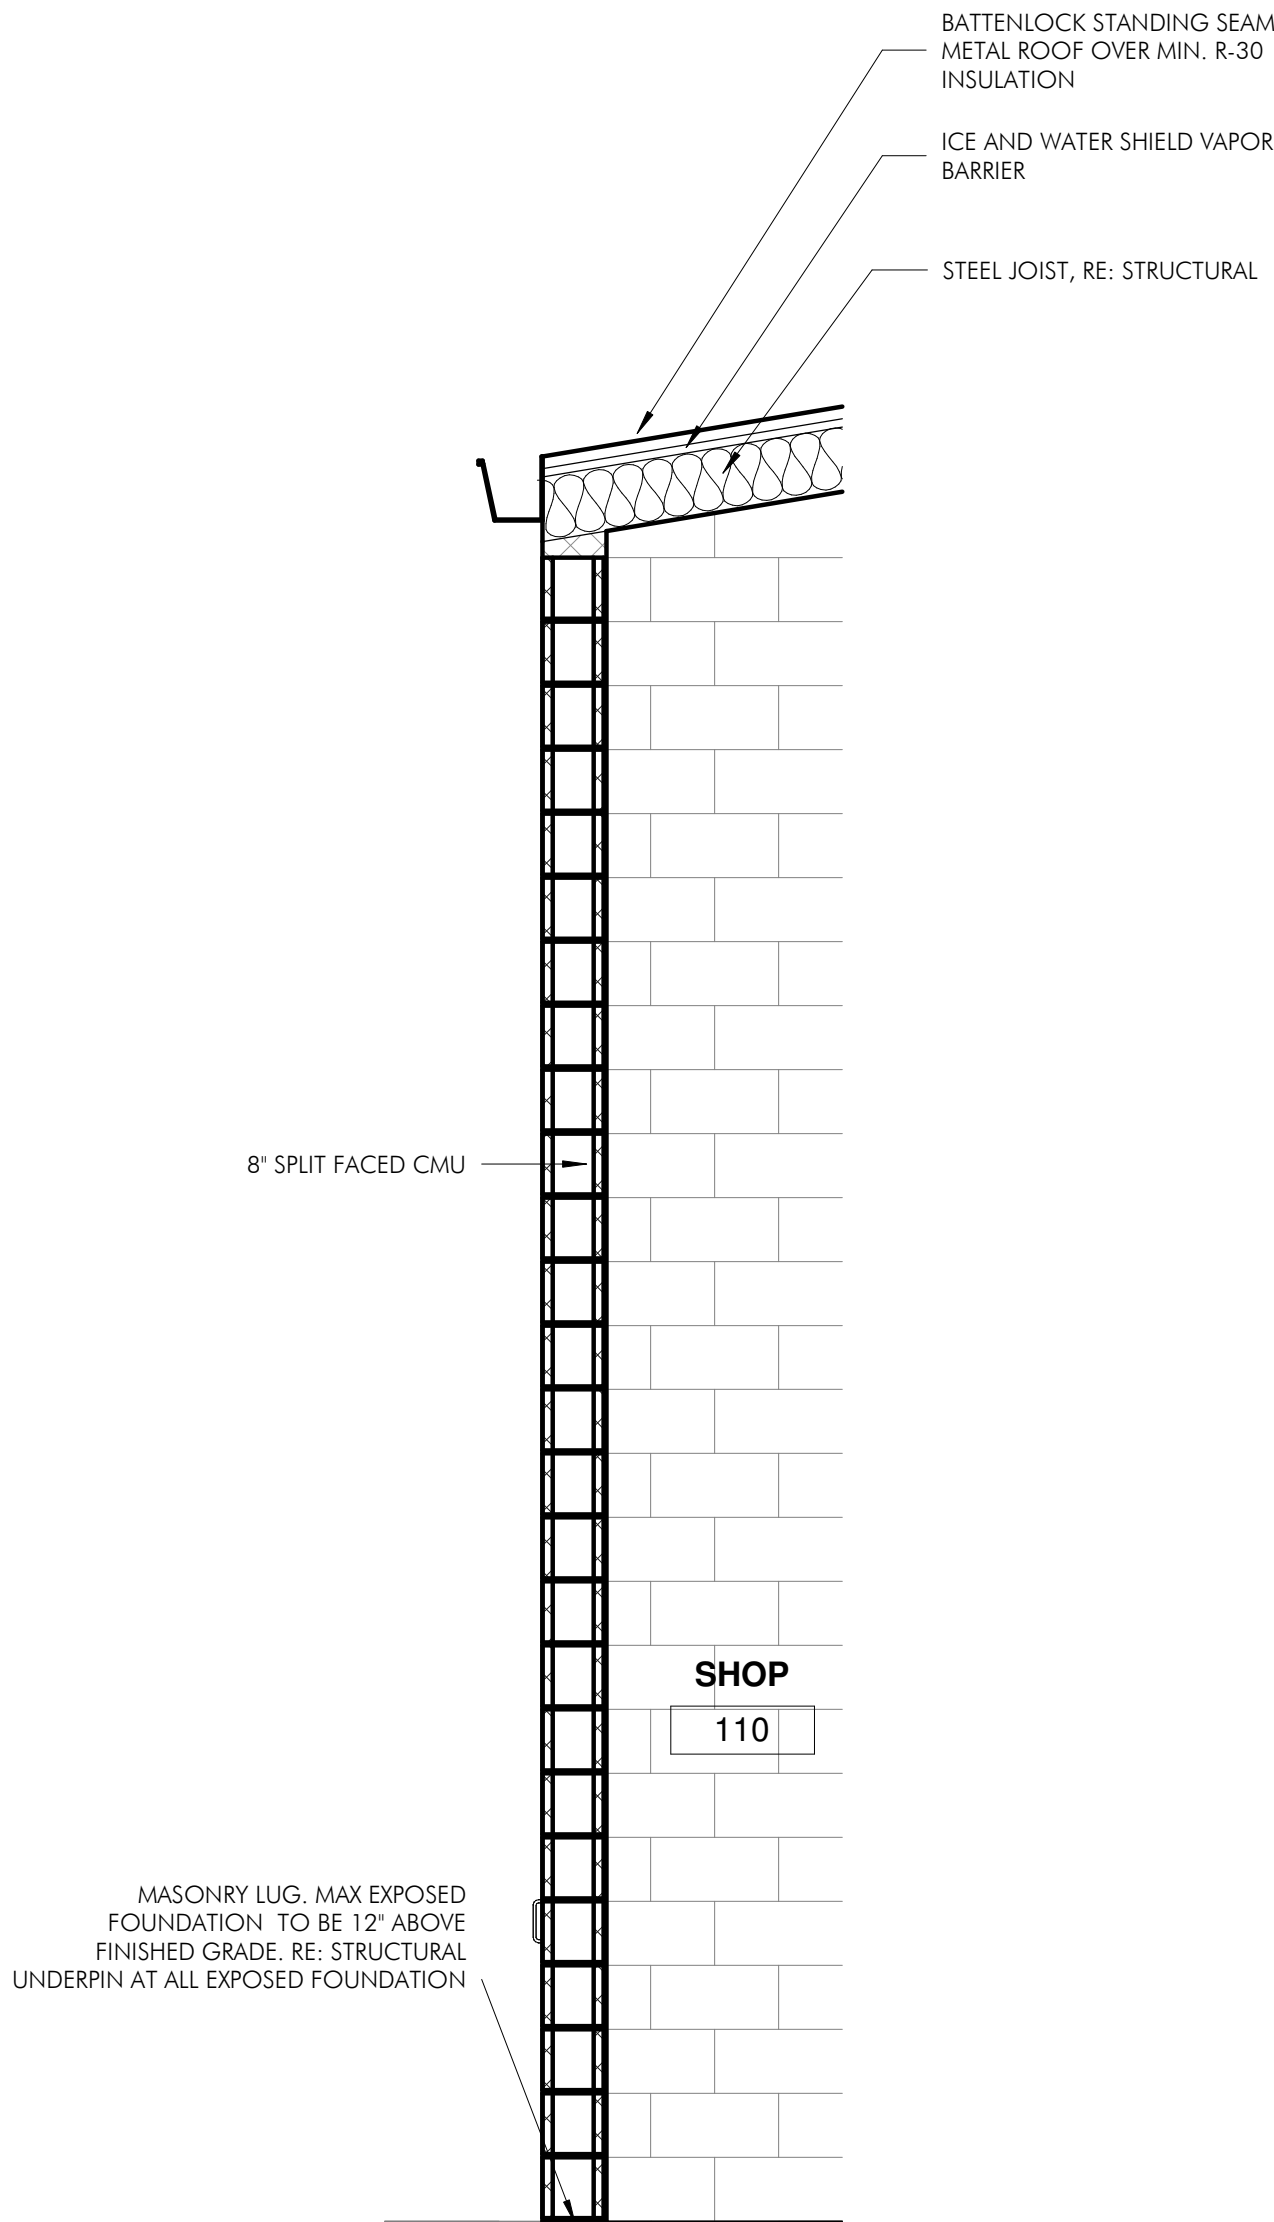 BATTENLOCK STANDING SEAM
METAL ROOF OVER MIN. R-30
INSULATION
ICE AND WATER SHIELD VAPOR
BARRIER
STEEL JOIST, RE: STRUCTURAL
8" SPLIT FACED CMU
SHOP
110
MASONRY LUG. MAX EXPOSED
FOUNDATION TO BE 12" ABOVE
FINISHED GRADE. RE: STRUCTURAL
UNDERPIN AT ALL EXPOSED FOUNDATION